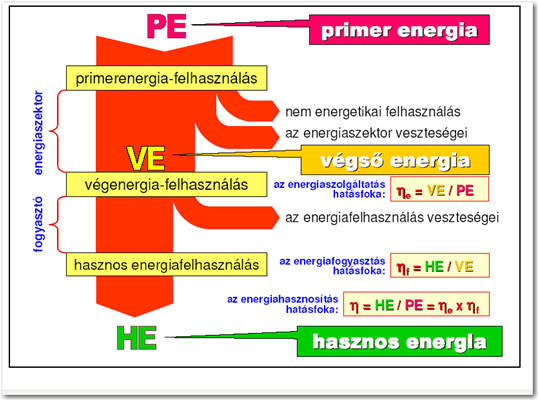 PE
primer energia
primerenergia-felhasználás
nem energetikai felhasználás
az energiaszektor veszteségei
energiaszektor
VE
végső energia
végenergia-felhasználás
az energiaszolgáltatás
hatásfoka:
ηe = VE / PE
az energiafelhasználás veszteségei
fogyasztó
hasznos energiafelhasználás
az energiafogyasztás
hatásfoka:
ηf = HE / VE
az energiahasznosítás
hatásfoka:
η = HE / PE = ηe x ηf
HE
hasznos energia